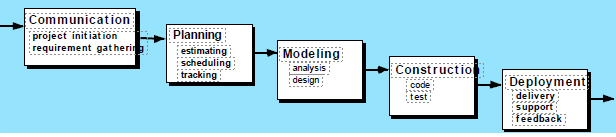 Communication
project initiation
requirement gathering
Planning
estimating
scheduling
tracking
Modeling
analysis
design
Construction
code
test
Deployment
delivery
support
feedback